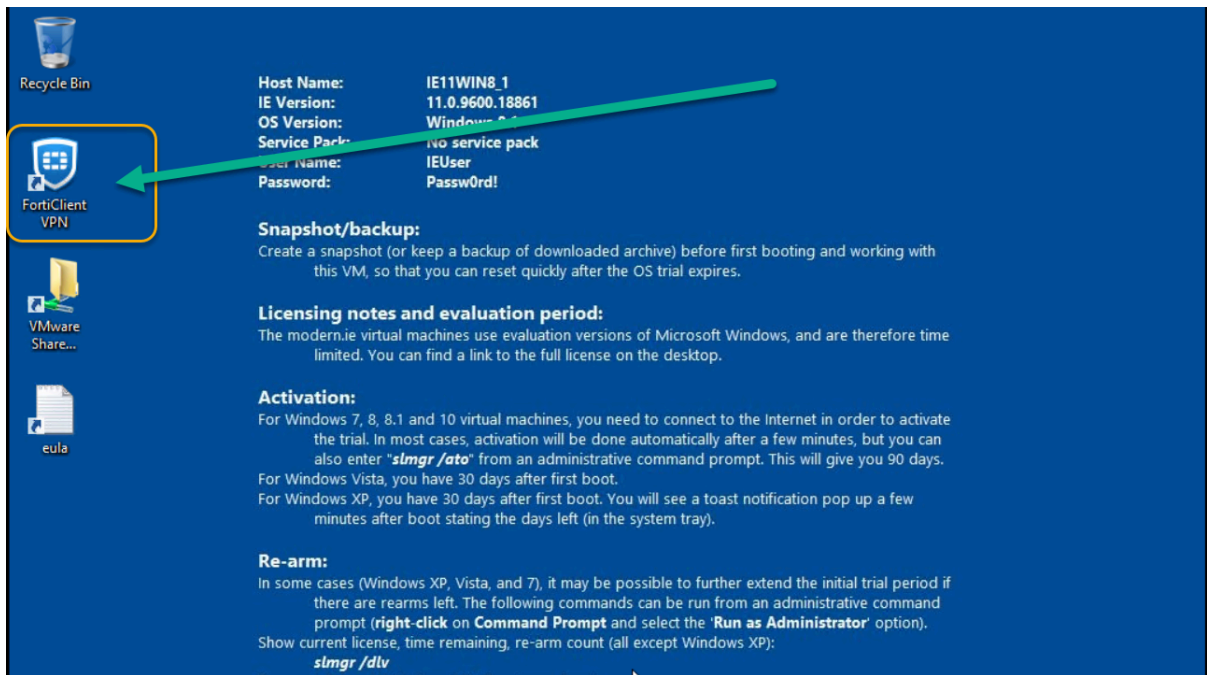 Recycle Bin
FortiClient
VPN
VMware
Share...
eula
Host Name: IE11WIN8_1
IE Version: 11.0.9600.18861
OS Version: Windows 8.1
Service Pack: No service pack
User Name: IEUser
Password: Passw0rd!
Snapshot/backup:
Create a snapshot (or keep a backup of downloaded archive) before first booting and working with
this VM, so that you can reset quickly after the OS trial expires.
Licensing notes and evaluation period:
The modern.ie virtual machines use evaluation versions of Microsoft Windows, and are therefore time
limited. You can find a link to the full license on the desktop.
Activation:
For Windows 7, 8, 8.1 and 10 virtual machines, you need to connect to the Internet in order to activate
the trial. In most cases, activation will be done automatically after a few minutes, but you can
also enter "slmgr /ato" from an administrative command prompt. This will give you 90 days.
For Windows Vista, you have 30 days after first boot.
For Windows XP, you have 30 days after first boot. You will see a toast notification pop up a few
minutes after boot stating the days left (in the system tray).
Re-arm:
In some cases (Windows XP, Vista, and 7), it may be possible to further extend the initial trial period if
there are rearms left. The following commands can be run from an administrative command
prompt (right-click on Command Prompt and select the 'Run as Administrator' option).
Show current license, time remaining, re-arm count (all except Windows XP):
slmgr /dlv